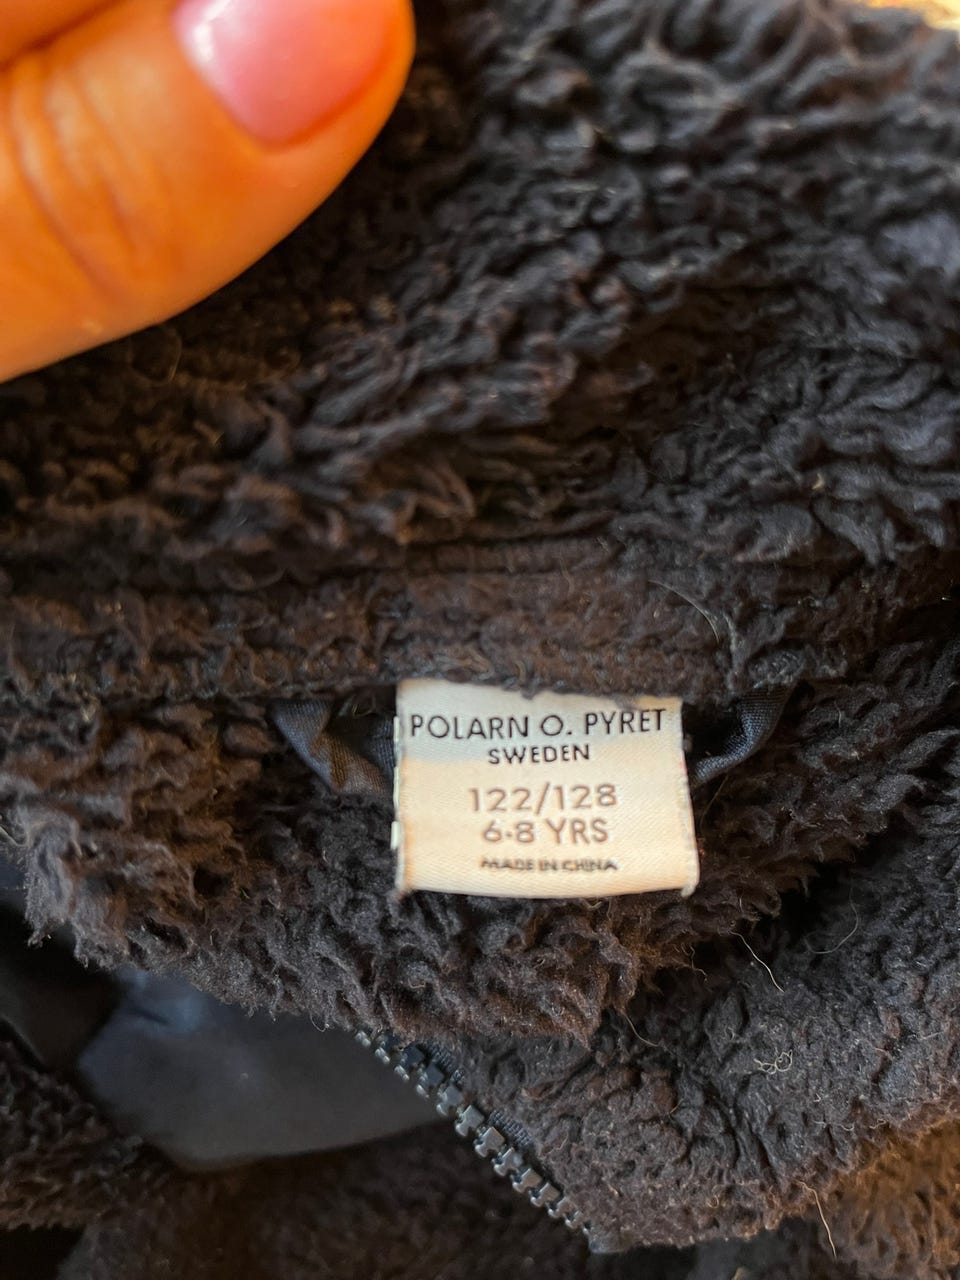 POLARN O. PYRET
SWEDEN
122/128
6-8 YRS
MADE IN CHINA